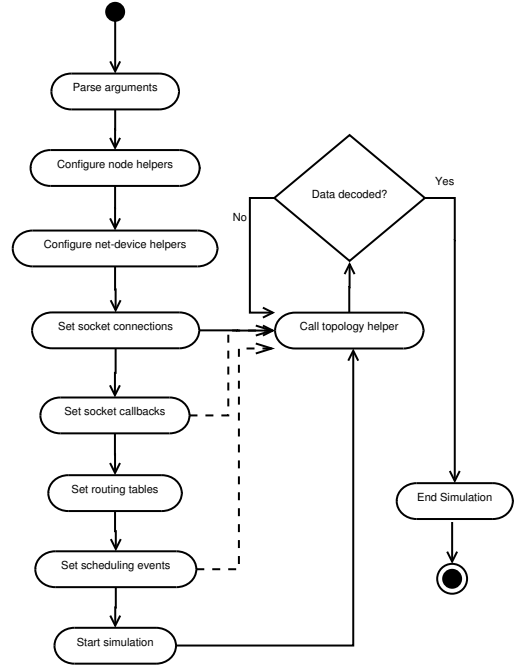 Parse arguments
Configure node helpers
Configure net-device helpers
Set socket connections
Set socket callbacks
Set routing tables
Set scheduling events
Start simulation
Data decoded?
Yes
No
Call topology helper
End Simulation